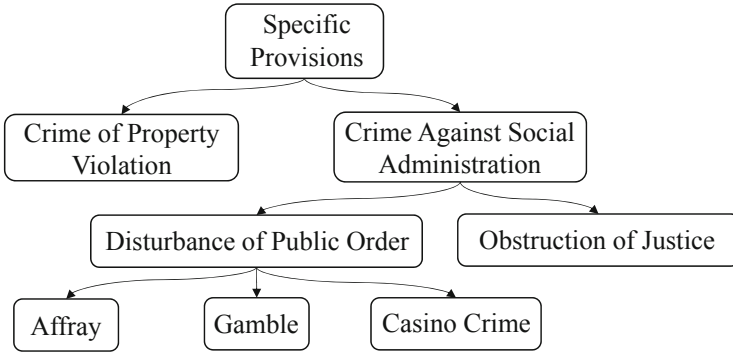 Specific
Provisions
Crime of Property
Violation
Crime Against Social
Administration
Disturbance of Public Order
Obstruction of Justice
Affray
Gamble
Casino Crime